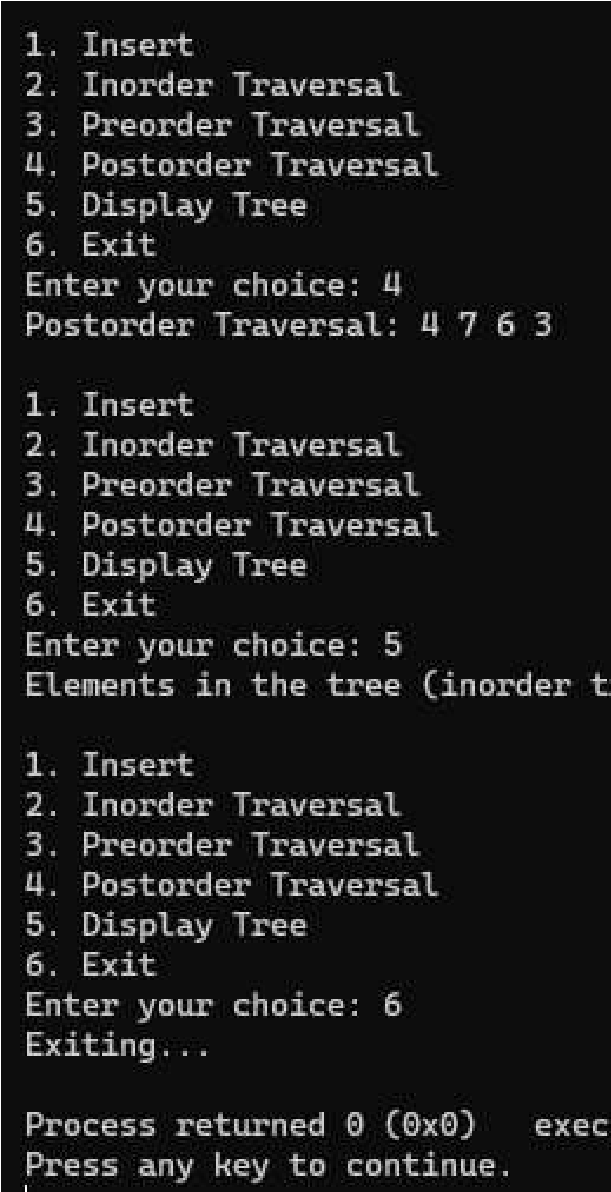 1. Insert
2. Inorder Traversal
3. Preorder Traversal
4. Postorder Traversal
5. Display Tree
6. Exit
Enter your choice: 4
Postorder Traversal: 4 7 6 3
1. Insert
2. Inorder Traversal
3. Preorder Traversal
4. Postorder Traversal
5. Display Tree
6. Exit
Enter your choice: 5
Elements in the tree (inorder
1. Insert
2. Inorder Traversal
3. Preorder Traversal
4. Postorder Traversal
5. Display Tree
6. Exit
Enter your choice: 6
Exiting...
Process returned 0 (0x0) exec
Press any key to continue.